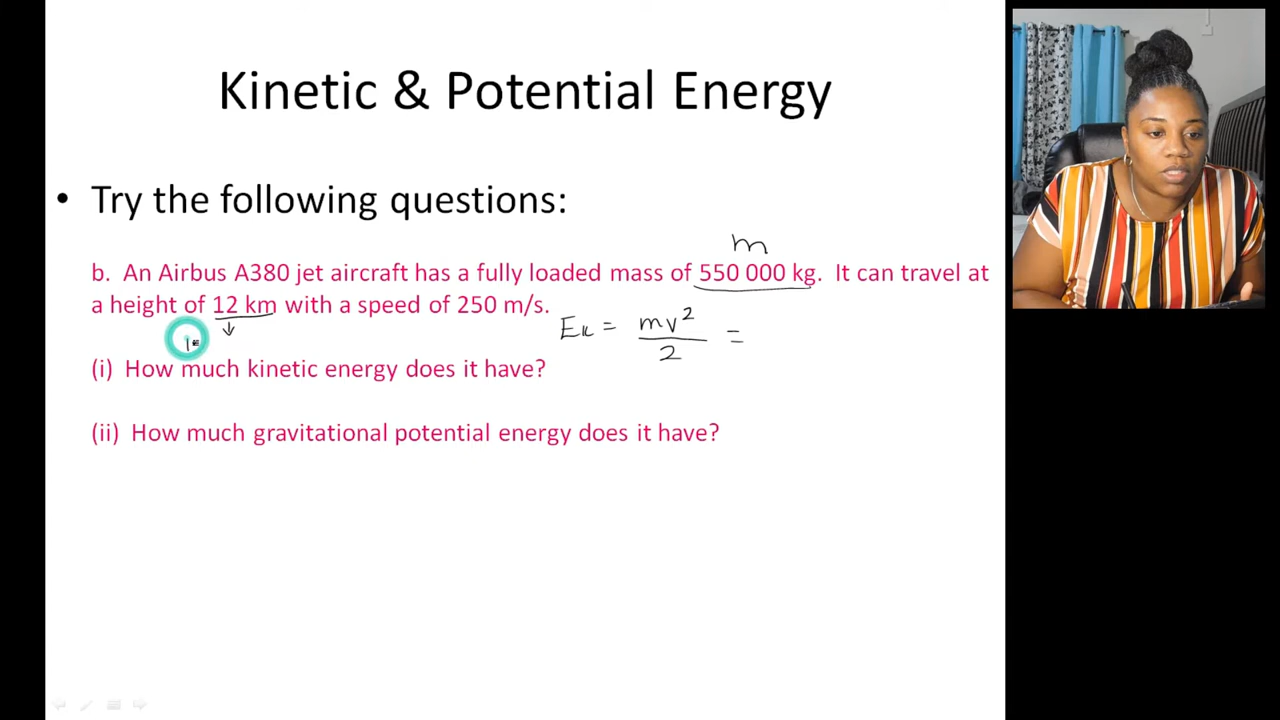 Kinetic & Potential Energy
• Try the following questions:
m
b. An Airbus A380 jet aircraft has a fully loaded mass of 550 000 kg. It can travel at
a height of 12 km with a speed of 250 m/s.
Ek = mv²/2 =
(i) How much kinetic energy does it have?
(ii) How much gravitational potential energy does it have?